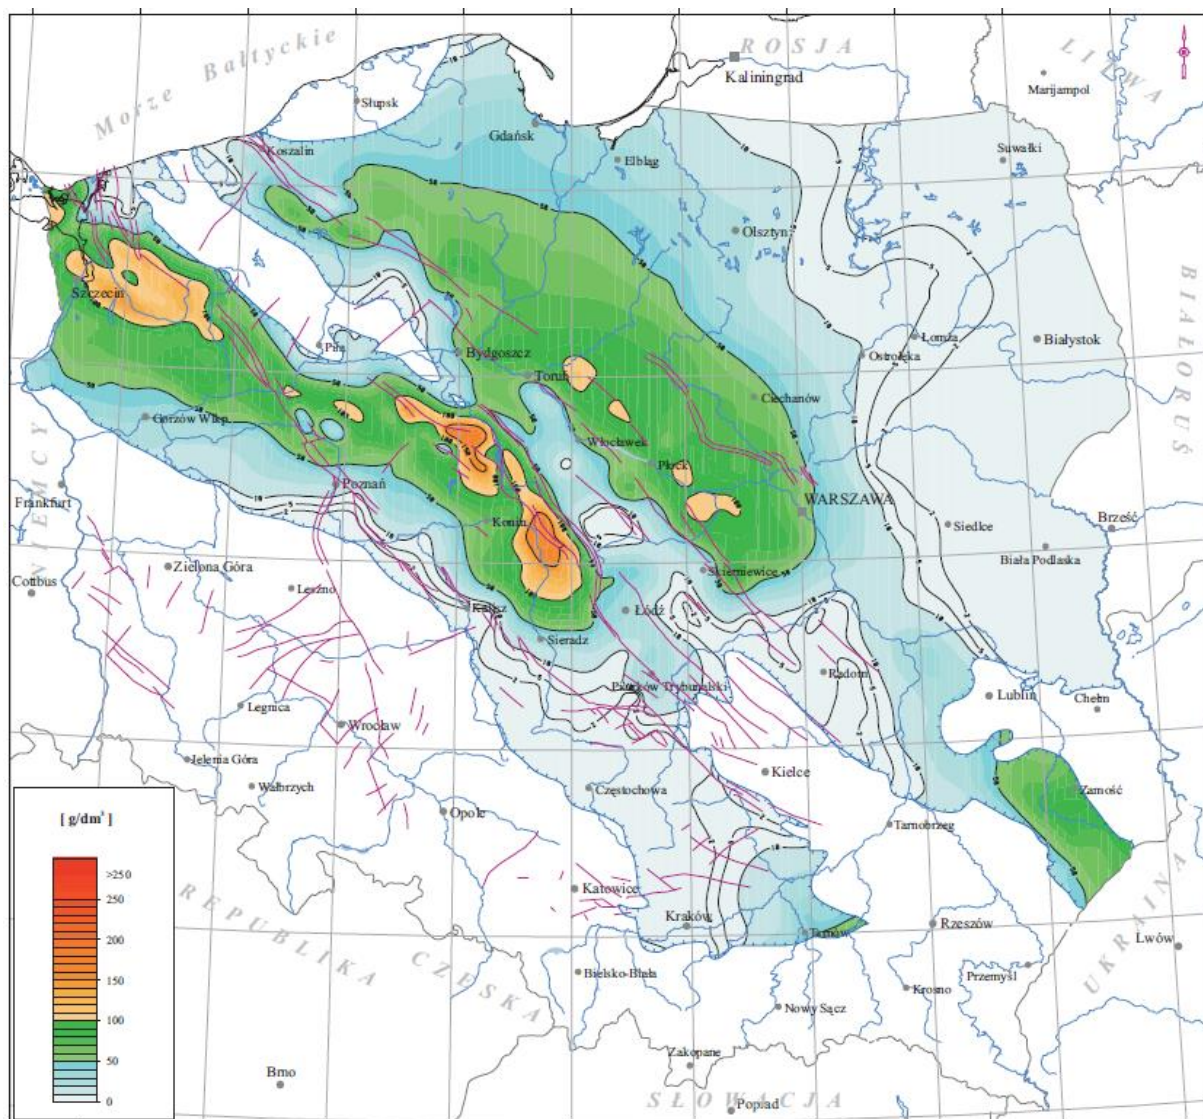 Morze Bałtyckie
ROSJA
LITWA
Kaliningrad
Marijampol
Słupsk
Gdańsk
Koszalin
Elbląg
Suwałki
Olsztyn
BIAŁORUŚ
Szczecin
Piła
Bydgoszcz
Toruń
Ostrołęka
Łomża
Białystok
Ciechanów
Gorzów Wlkp.
Włocławek
Płock
NIEMCY
Frankfurt
Poznań
WARSZAWA
Konin
Siedlce
Brześć
Biała Podlaska
Zielona Góra
Cottbus
Leszno
Skierniewice
Kalisz
Łódź
Sieradz
Piotrków Trybunalski
Radom
Lublin
Chełm
Legnica
Wrocław
Jelenia Góra
Wałbrzych
Kielce
Częstochowa
Zamość
Opole
Tarnobrzeg
[ g/dm³ ]
>250
250
200
150
100
50
0
Katowice
Kraków
Tarnów
Rzeszów
Lwów
UKRAINA
REPUBLIKA CZESKA
Bielsko-Biała
Przemyśl
Krosno
Nowy Sącz
Zakopane
Brno
SŁOWACJA
Poprad